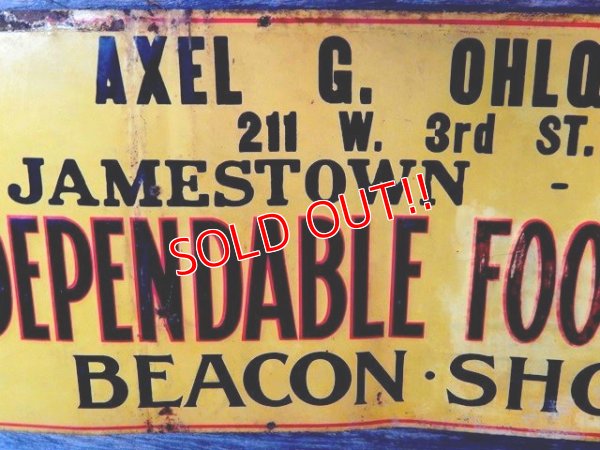 AXEL G. OHLQ
211 W. 3rd ST.
JAMESTOWN -
SOLD OUT!!
DEPENDABLE FOO
BEACON · SHO